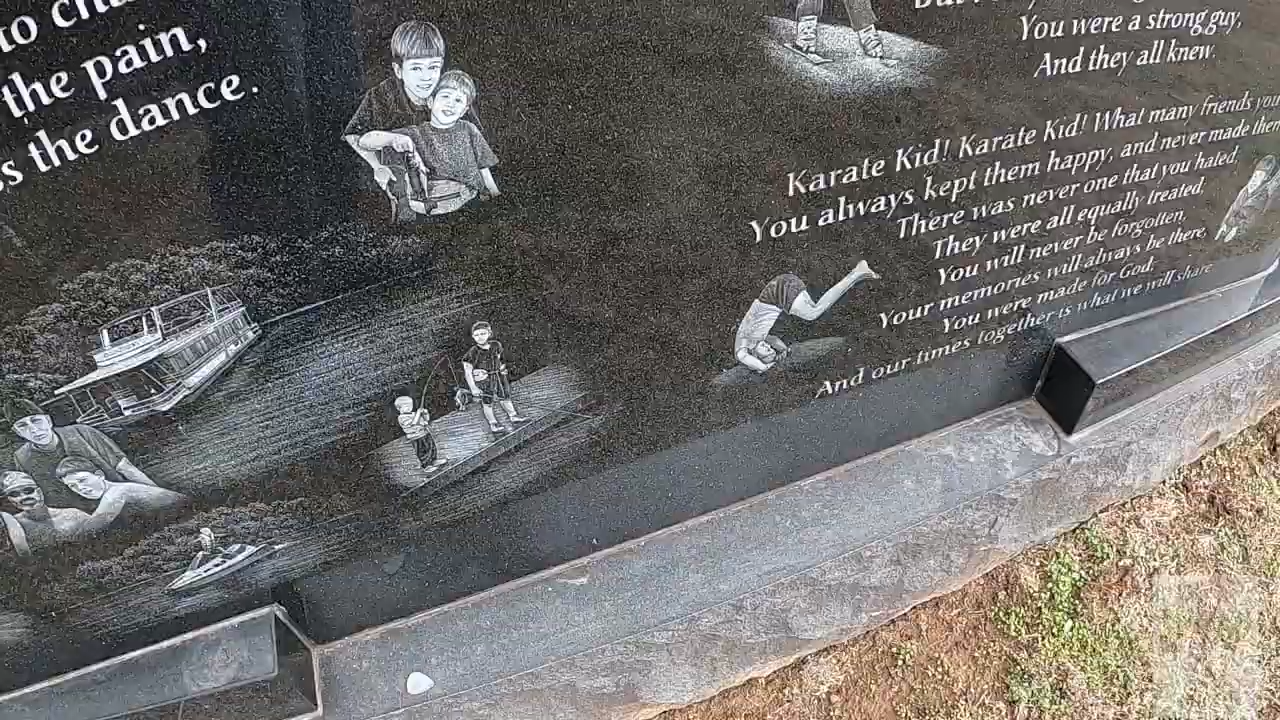 to
the pain,
the dance.
You were a strong guy,
And they all knew.
Karate Kid! Karate Kid! What many friends you
You always kept them happy, and never made them
There was never one that you hated,
They were all equally treated.
You will never be forgotten,
Your memories will always be there,
You were made for God;
And our times together is what we will share